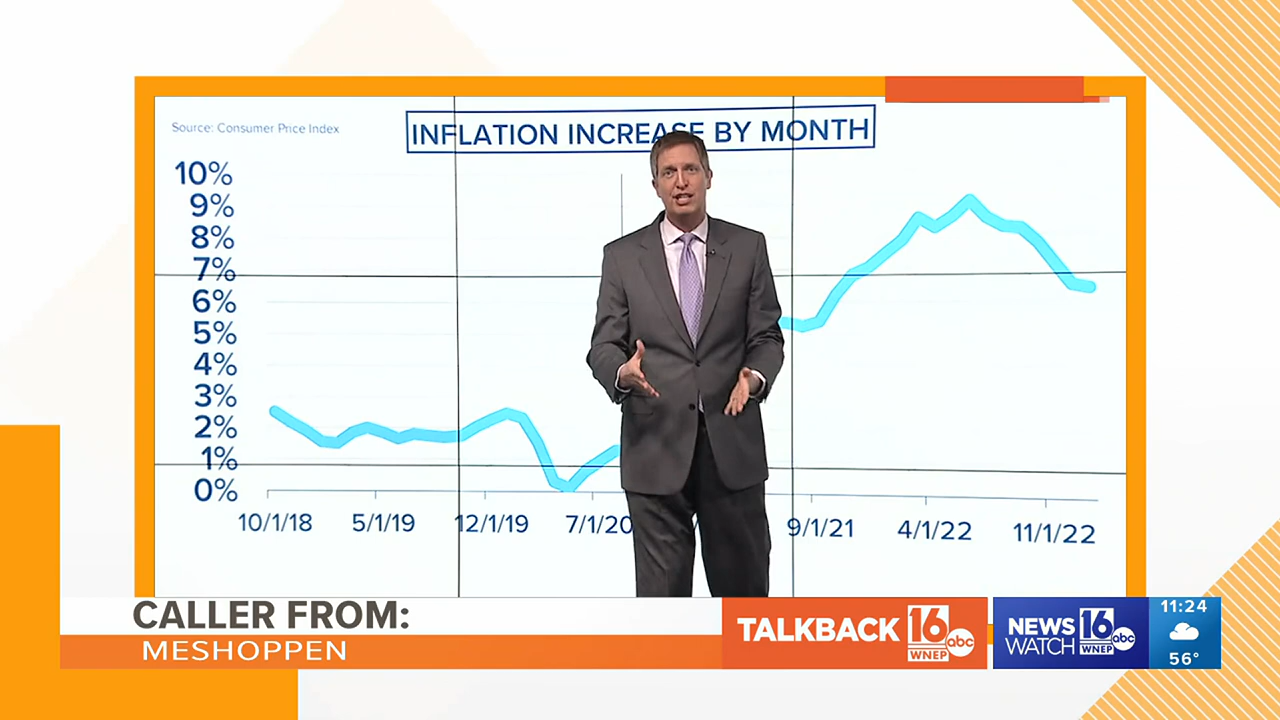 Source: Consumer Price Index
INFLATION INCREASE BY MONTH
10%
9%
8%
7%
6%
5%
4%
3%
2%
1%
0%
10/1/18 5/1/19 12/1/19 7/1/20 9/1/21 4/1/22 11/1/22
CALLER FROM:
MESHOPPEN
TALKBACK 16 abc
WNEP
NEWS WATCH 16 abc
WNEP
11:24
56°